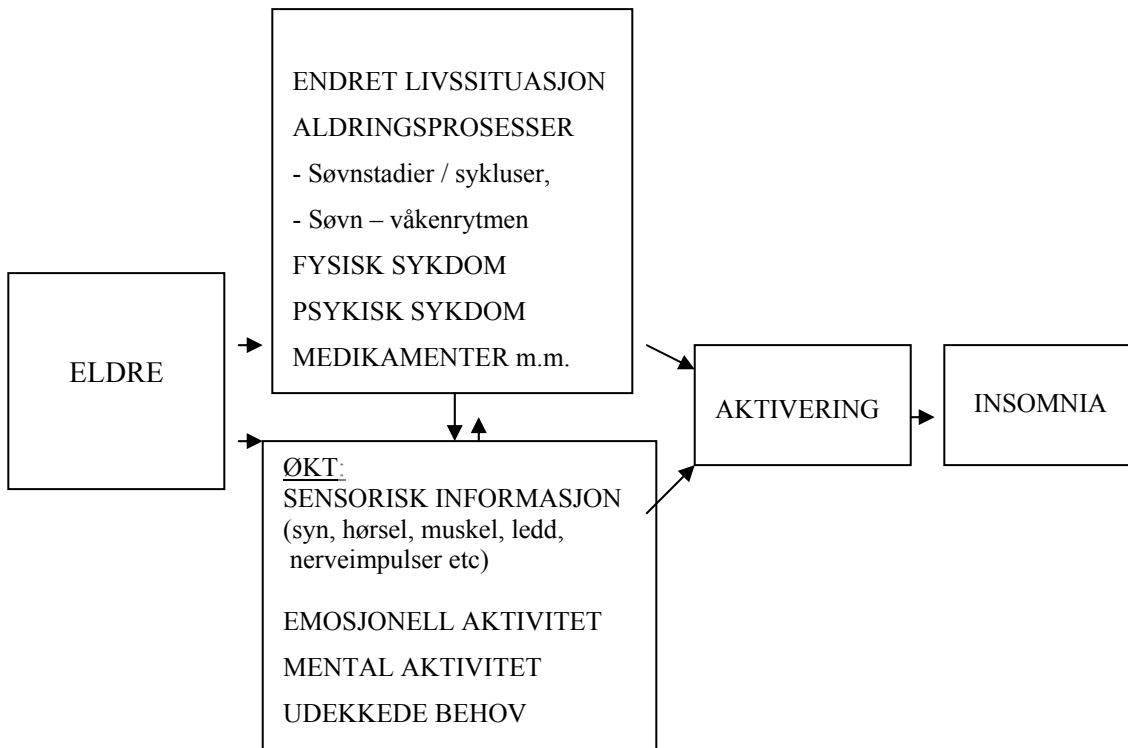 ELDRE
ENDRET LIVSSITUASJON
ALDRINGSPROSESSER
- Søvnstadier / sykluser,
- Søvn – våkenrytmen
FYSISK SYKDOM
PSYKISK SYKDOM
MEDIKAMENTER m.m.
ØKT:
SENSORISK INFORMASJON
(syn, hørsel, muskel, ledd,
nerveimpulser etc)
EMOSJONELL AKTIVITET
MENTAL AKTIVITET
UDEKKEDE BEHOV
AKTIVERING
INSOMNIA